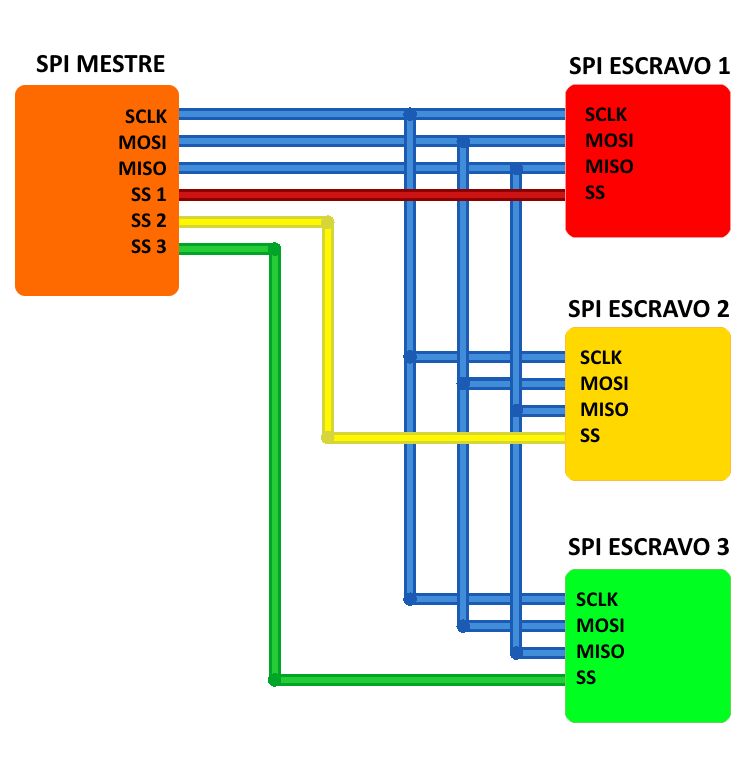 SPI MESTRE
SCLK
MOSI
MISO
SS 1
SS 2
SS 3
SPI ESCRAVO 1
SCLK
MOSI
MISO
SS
SPI ESCRAVO 2
SCLK
MOSI
MISO
SS
SPI ESCRAVO 3
SCLK
MOSI
MISO
SS